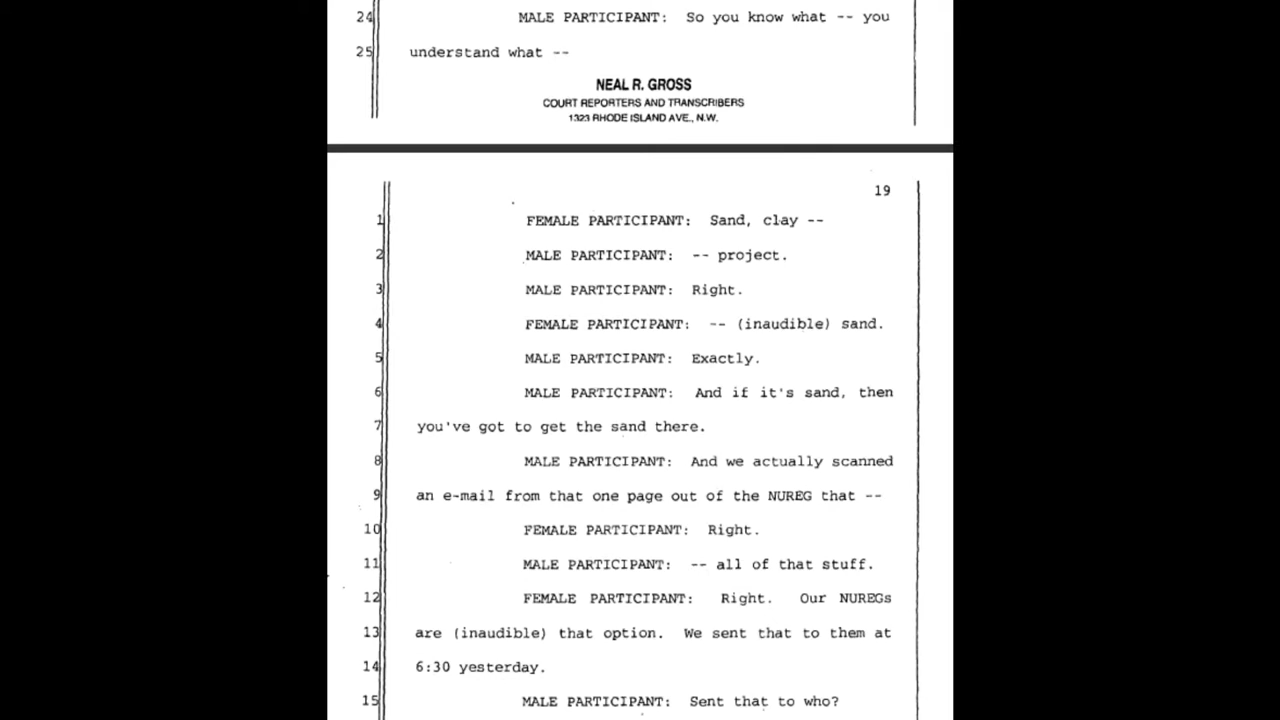 24 MALE PARTICIPANT: So you know what -- you
25 understand what --
NEAL R. GROSS
COURT REPORTERS AND TRANSCRIBERS
1323 RHODE ISLAND AVE., N.W.
19
1 FEMALE PARTICIPANT: Sand, clay --
2 MALE PARTICIPANT: -- project.
3 MALE PARTICIPANT: Right.
4 FEMALE PARTICIPANT: -- (inaudible) sand.
5 MALE PARTICIPANT: Exactly.
6 MALE PARTICIPANT: And if it's sand, then
7 you've got to get the sand there.
8 MALE PARTICIPANT: And we actually scanned
9 an e-mail from that one page out of the NUREG that --
10 FEMALE PARTICIPANT: Right.
11 MALE PARTICIPANT: -- all of that stuff.
12 FEMALE PARTICIPANT: Right. Our NUREGs
13 are (inaudible) that option. We sent that to them at
14 6:30 yesterday.
15 MALE PARTICIPANT: Sent that to who?